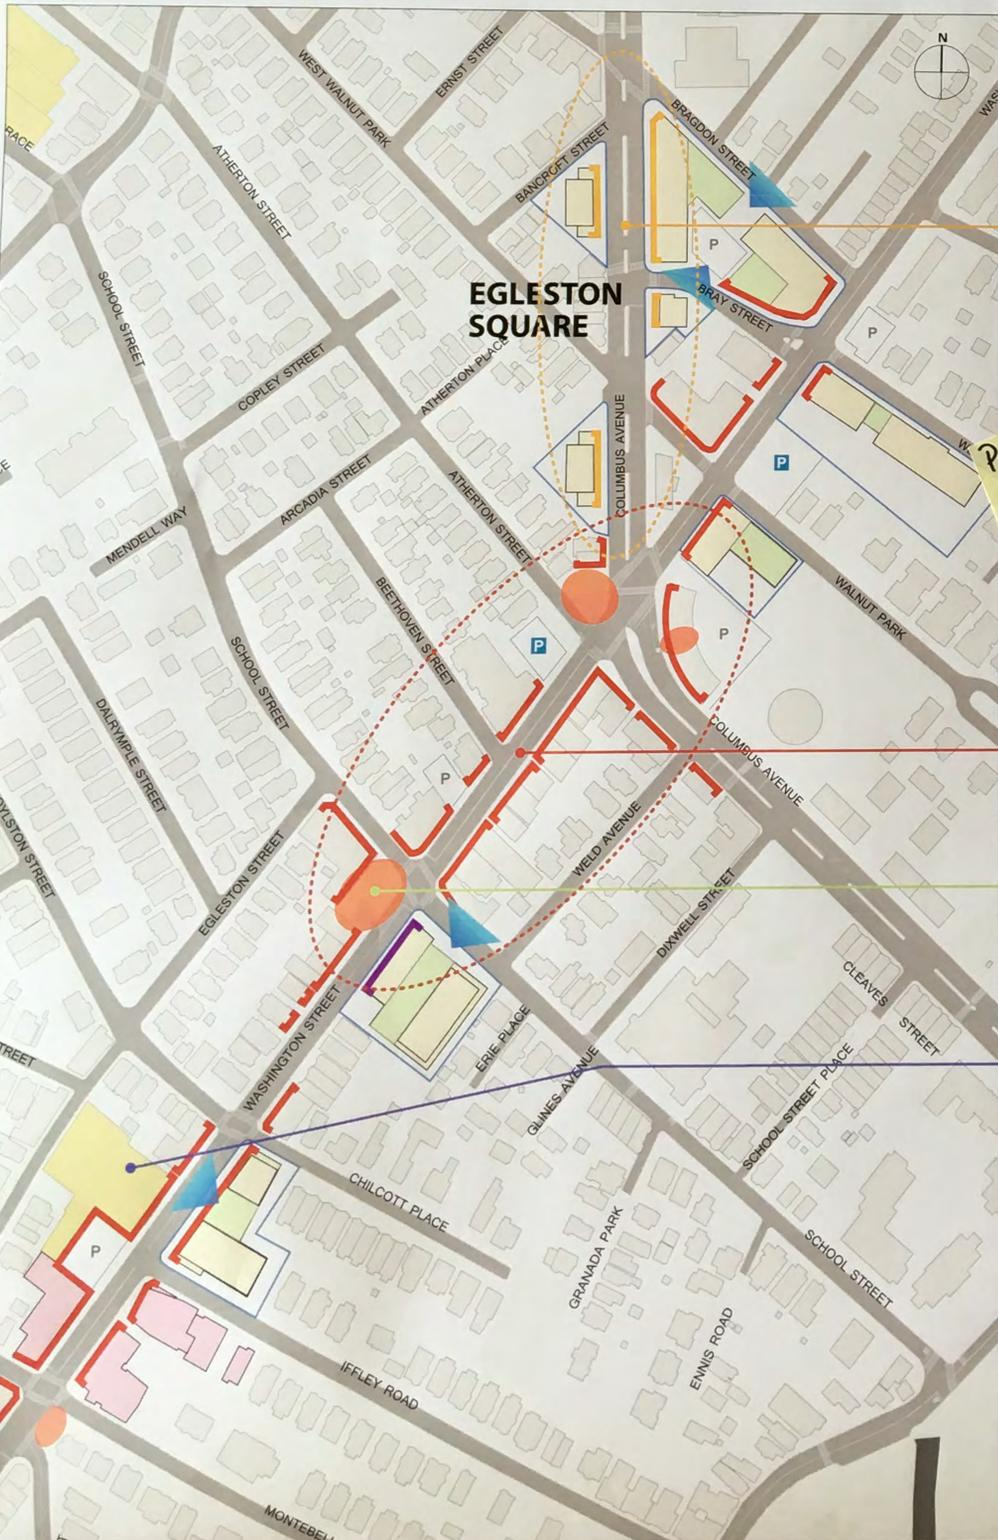 N
ERNST STREET
WEST WALNUT PARK
RACE
BRAGDON STREET
BANCROFT STREET
ATHERTON STREET
P
EGLESTON
SQUARE
BRAY STREET
P
SCHOOL STREET
ATHERTON PLACE
COPLEY STREET
COLUMBUS AVENUE
P
ARCADIA STREET
ATHERTON STREET
MENDELL WAY
WALNUT PARK
BEETHOVEN STREET
P
P
SCHOOL STREET
DALRYMPLE STREET
COLUMBUS AVENUE
P
WELD AVENUE
EGLESTON STREET
DIXWELL STREET
CLEAVES
STREET
WASHINGTON STREET
ERIE PLACE
GLINES AVENUE
SCHOOL STREET PLACE
CHILCOTT PLACE
GRANADA PARK
SCHOOL STREET
P
ENNIS ROAD
IFFLEY ROAD
MONTEBEL